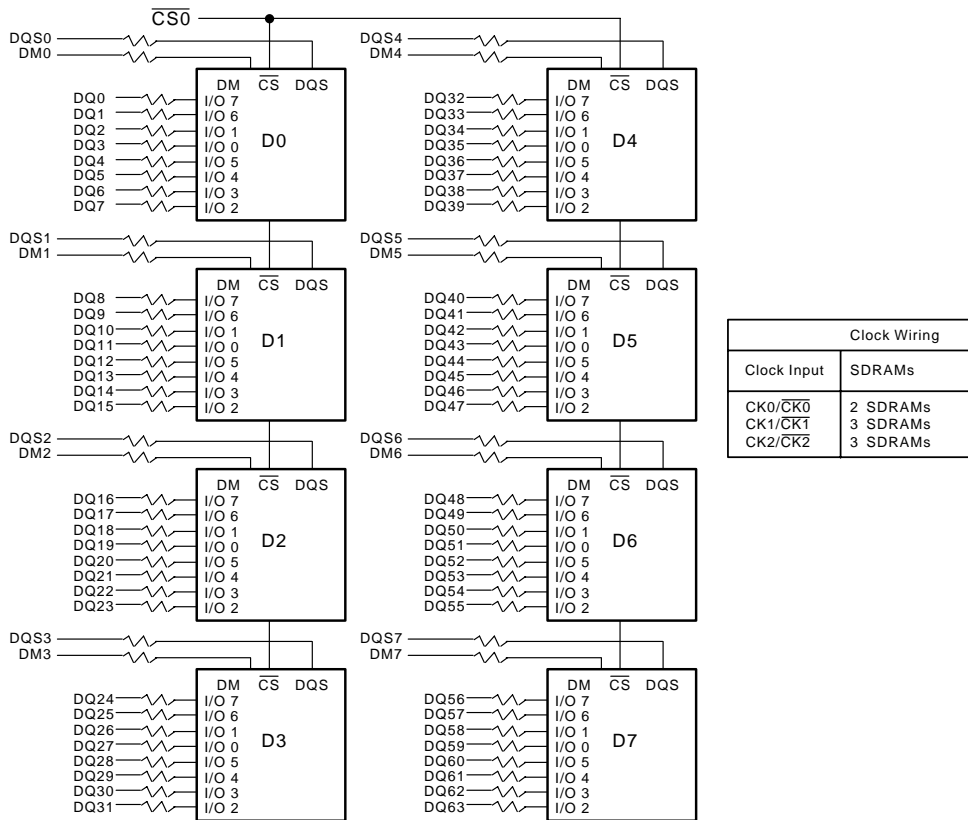 CS0
DQS0
DM0
DM CS DQS
DQ0 I/O 7
DQ1 I/O 6
DQ2 I/O 1
DQ3 I/O 0
DQ4 I/O 5
DQ5 I/O 4
DQ6 I/O 3
DQ7 I/O 2
D0
DQS1
DM1
DM CS DQS
DQ8 I/O 7
DQ9 I/O 6
DQ10 I/O 1
DQ11 I/O 0
DQ12 I/O 5
DQ13 I/O 4
DQ14 I/O 3
DQ15 I/O 2
D1
DQS2
DM2
DM CS DQS
DQ16 I/O 7
DQ17 I/O 6
DQ18 I/O 1
DQ19 I/O 0
DQ20 I/O 5
DQ21 I/O 4
DQ22 I/O 3
DQ23 I/O 2
D2
DQS3
DM3
DM CS DQS
DQ24 I/O 7
DQ25 I/O 6
DQ26 I/O 1
DQ27 I/O 0
DQ28 I/O 5
DQ29 I/O 4
DQ30 I/O 3
DQ31 I/O 2
D3
DQS4
DM4
DM CS DQS
DQ32 I/O 7
DQ33 I/O 6
DQ34 I/O 1
DQ35 I/O 0
DQ36 I/O 5
DQ37 I/O 4
DQ38 I/O 3
DQ39 I/O 2
D4
DQS5
DM5
DM CS DQS
DQ40 I/O 7
DQ41 I/O 6
DQ42 I/O 1
DQ43 I/O 0
DQ44 I/O 5
DQ45 I/O 4
DQ46 I/O 3
DQ47 I/O 2
D5
DQS6
DM6
DM CS DQS
DQ48 I/O 7
DQ49 I/O 6
DQ50 I/O 1
DQ51 I/O 0
DQ52 I/O 5
DQ53 I/O 4
DQ54 I/O 3
DQ55 I/O 2
D6
DQS7
DM7
DM CS DQS
DQ56 I/O 7
DQ57 I/O 6
DQ58 I/O 1
DQ59 I/O 0
DQ60 I/O 5
DQ61 I/O 4
DQ62 I/O 3
DQ63 I/O 2
D7
Clock Wiring
Clock Input SDRAMs
CK0/CK0 2 SDRAMs
CK1/CK1 3 SDRAMs
CK2/CK2 3 SDRAMs